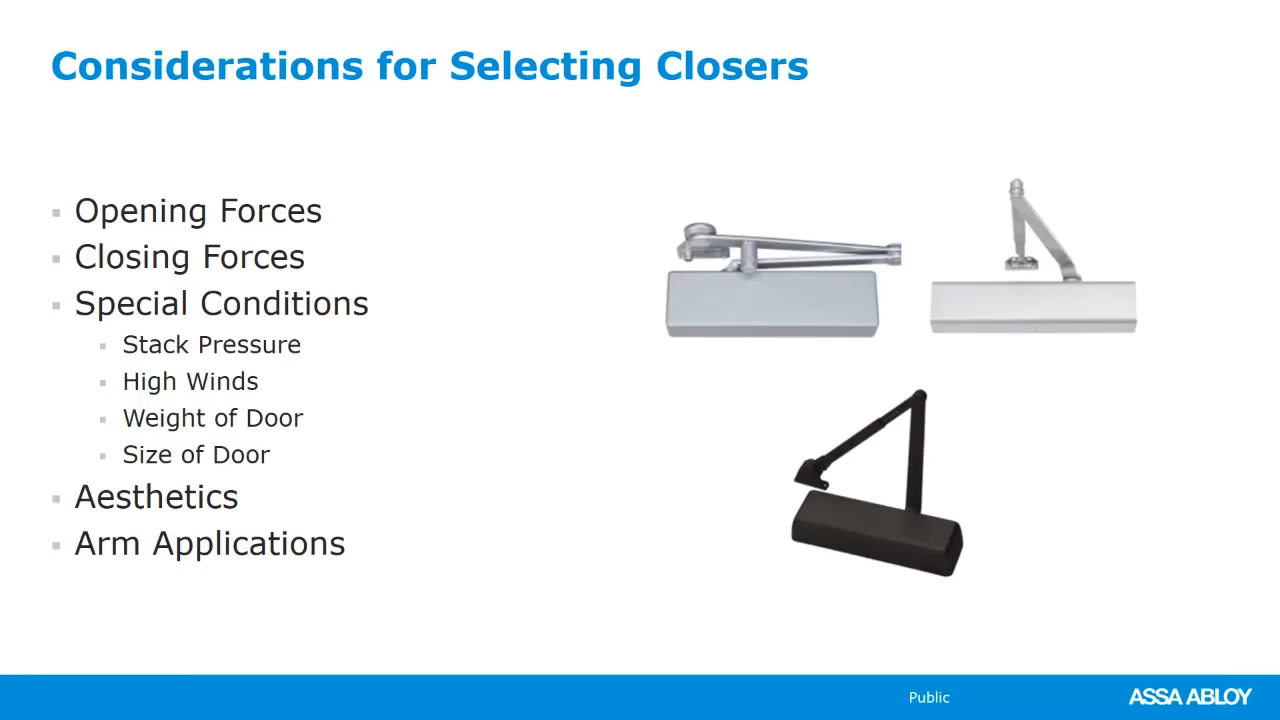 Considerations for Selecting Closers
Opening Forces
Closing Forces
Special Conditions
Stack Pressure
High Winds
Weight of Door
Size of Door
Aesthetics
Arm Applications
Public
ASSA ABLOY